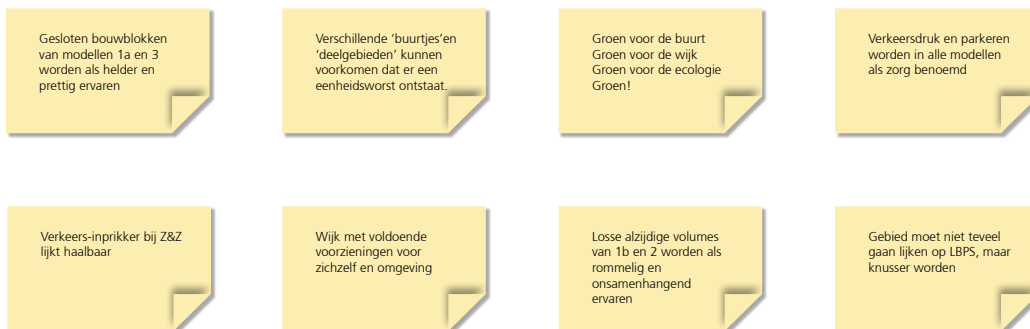 Gesloten bouwblokken
van modellen 1a en 3
worden als helder en
prettig ervaren
Verschillende ‘buurtjes’en
‘deelgebieden’ kunnen
voorkomen dat er een
eenheidsworst ontstaat.
Groen voor de buurt
Groen voor de wijk
Groen voor de ecologie
Groen!
Verkeersdruk en parkeren
worden in alle modellen
als zorg benoemd
Verkeers-inprikker bij Z&Z
lijkt haalbaar
Wijk met voldoende
voorzieningen voor
zichzelf en omgeving
Losse alzijdige volumes
van 1b en 2 worden als
rommelig en
onsamenhangend
ervaren
Gebied moet niet teveel
gaan lijken op LBPS, maar
knusser worden